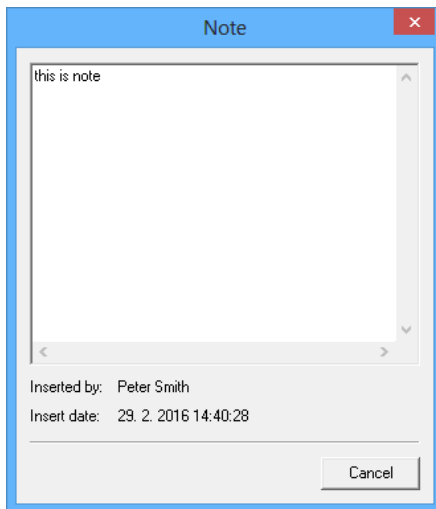 Note
this is note
Inserted by: Peter Smith
Insert date: 29. 2. 2016 14:40:28
Cancel